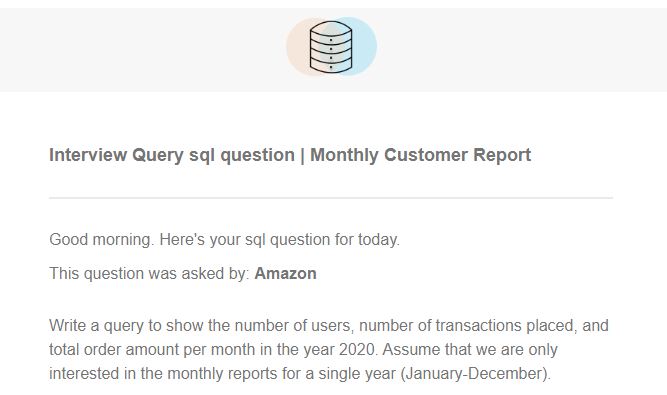 Interview Query sql question | Monthly Customer Report
Good morning. Here's your sql question for today.
This question was asked by: Amazon
Write a query to show the number of users, number of transactions placed, and
total order amount per month in the year 2020. Assume that we are only
interested in the monthly reports for a single year (January-December).